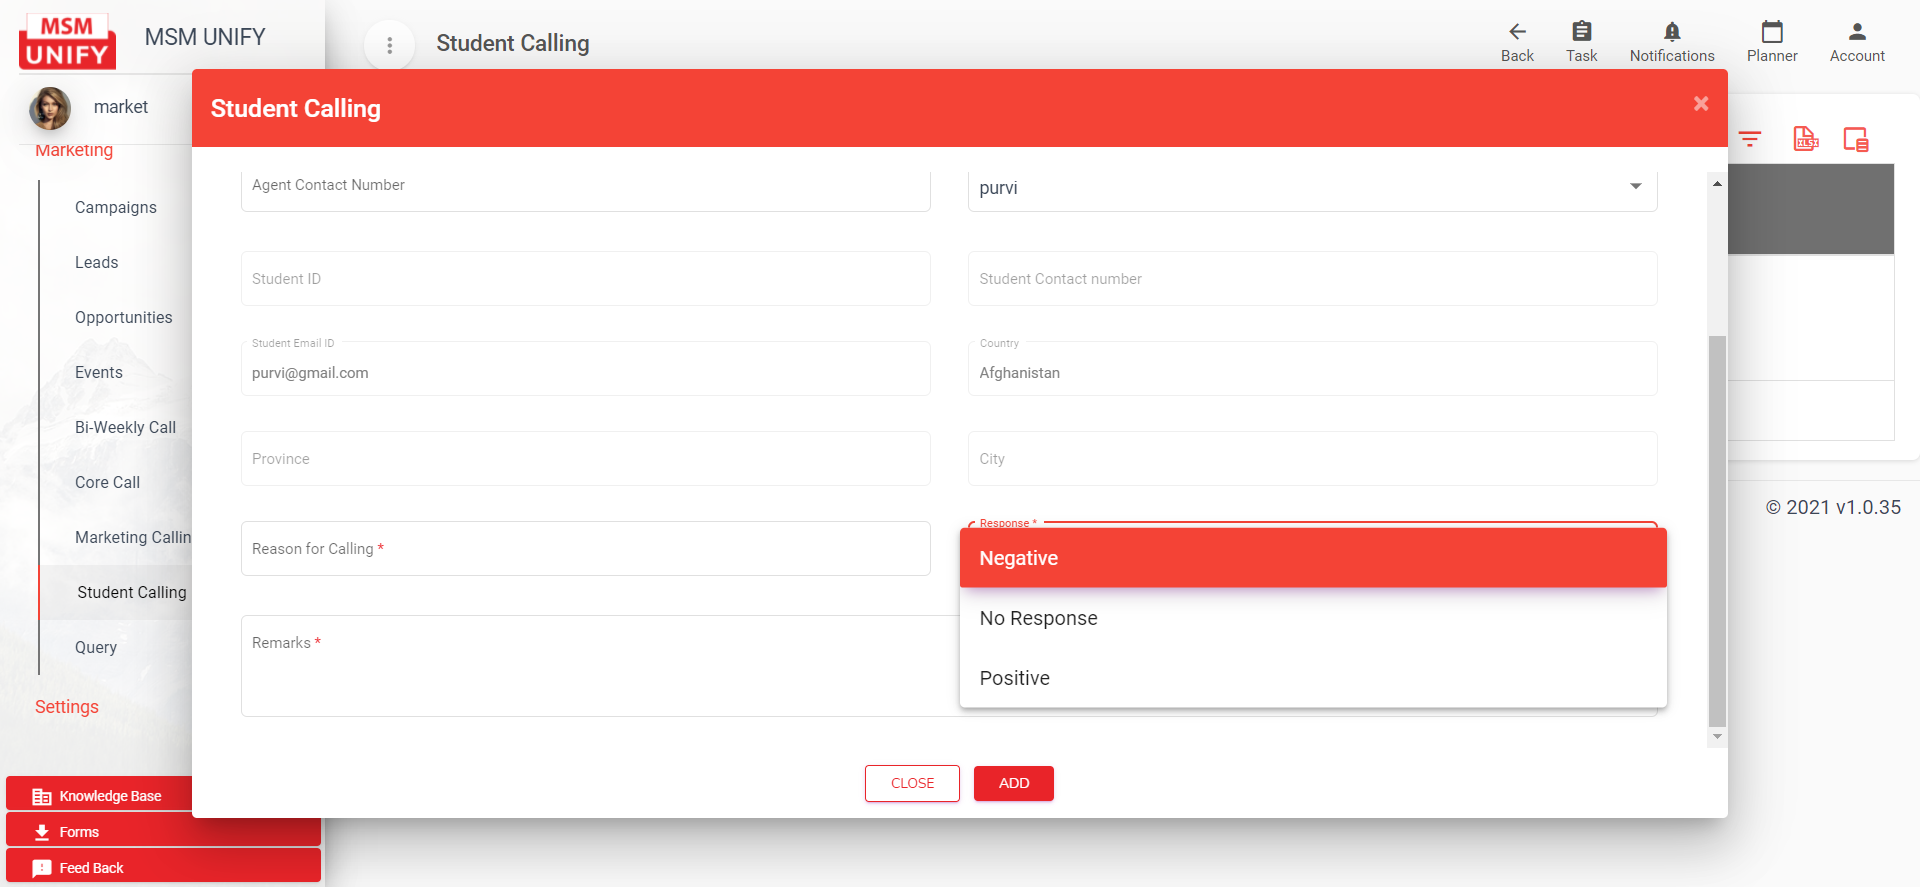 MSM
UNIFY
MSM UNIFY
Student Calling
Back
Task
Notifications
Planner
Account
market
Marketing
Campaigns
Leads
Opportunities
Events
Bi-Weekly Call
Core Call
Marketing Callin
Student Calling
Query
Settings
Knowledge Base
Forms
Feed Back
Student Calling
×
Agent Contact Number
purvi
Student ID
Student Contact number
Student Email ID
purvi@gmail.com
Country
Afghanistan
Province
City
Reason for Calling *
Response *
Negative
No Response
Positive
Remarks *
CLOSE
ADD
XLSX
© 2021 v1.0.35